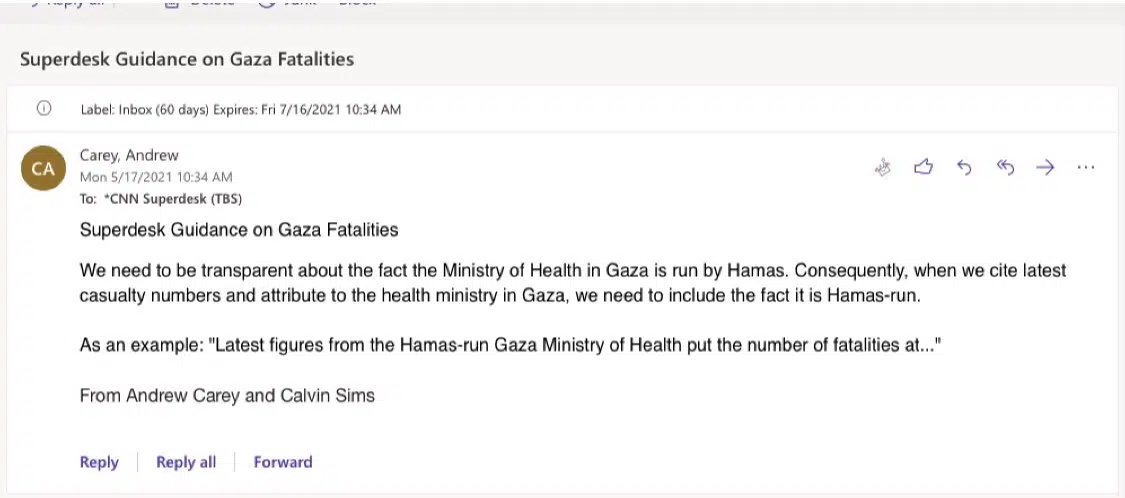 Reply all Delete Junk Block
Superdesk Guidance on Gaza Fatalities
Label: Inbox (60 days) Expires: Fri 7/16/2021 10:34 AM
CA
Carey, Andrew
Mon 5/17/2021 10:34 AM
To: *CNN Superdesk (TBS)
Superdesk Guidance on Gaza Fatalities
We need to be transparent about the fact the Ministry of Health in Gaza is run by Hamas. Consequently, when we cite latest
casualty numbers and attribute to the health ministry in Gaza, we need to include the fact it is Hamas-run.
As an example: "Latest figures from the Hamas-run Gaza Ministry of Health put the number of fatalities at..."
From Andrew Carey and Calvin Sims
Reply Reply all Forward